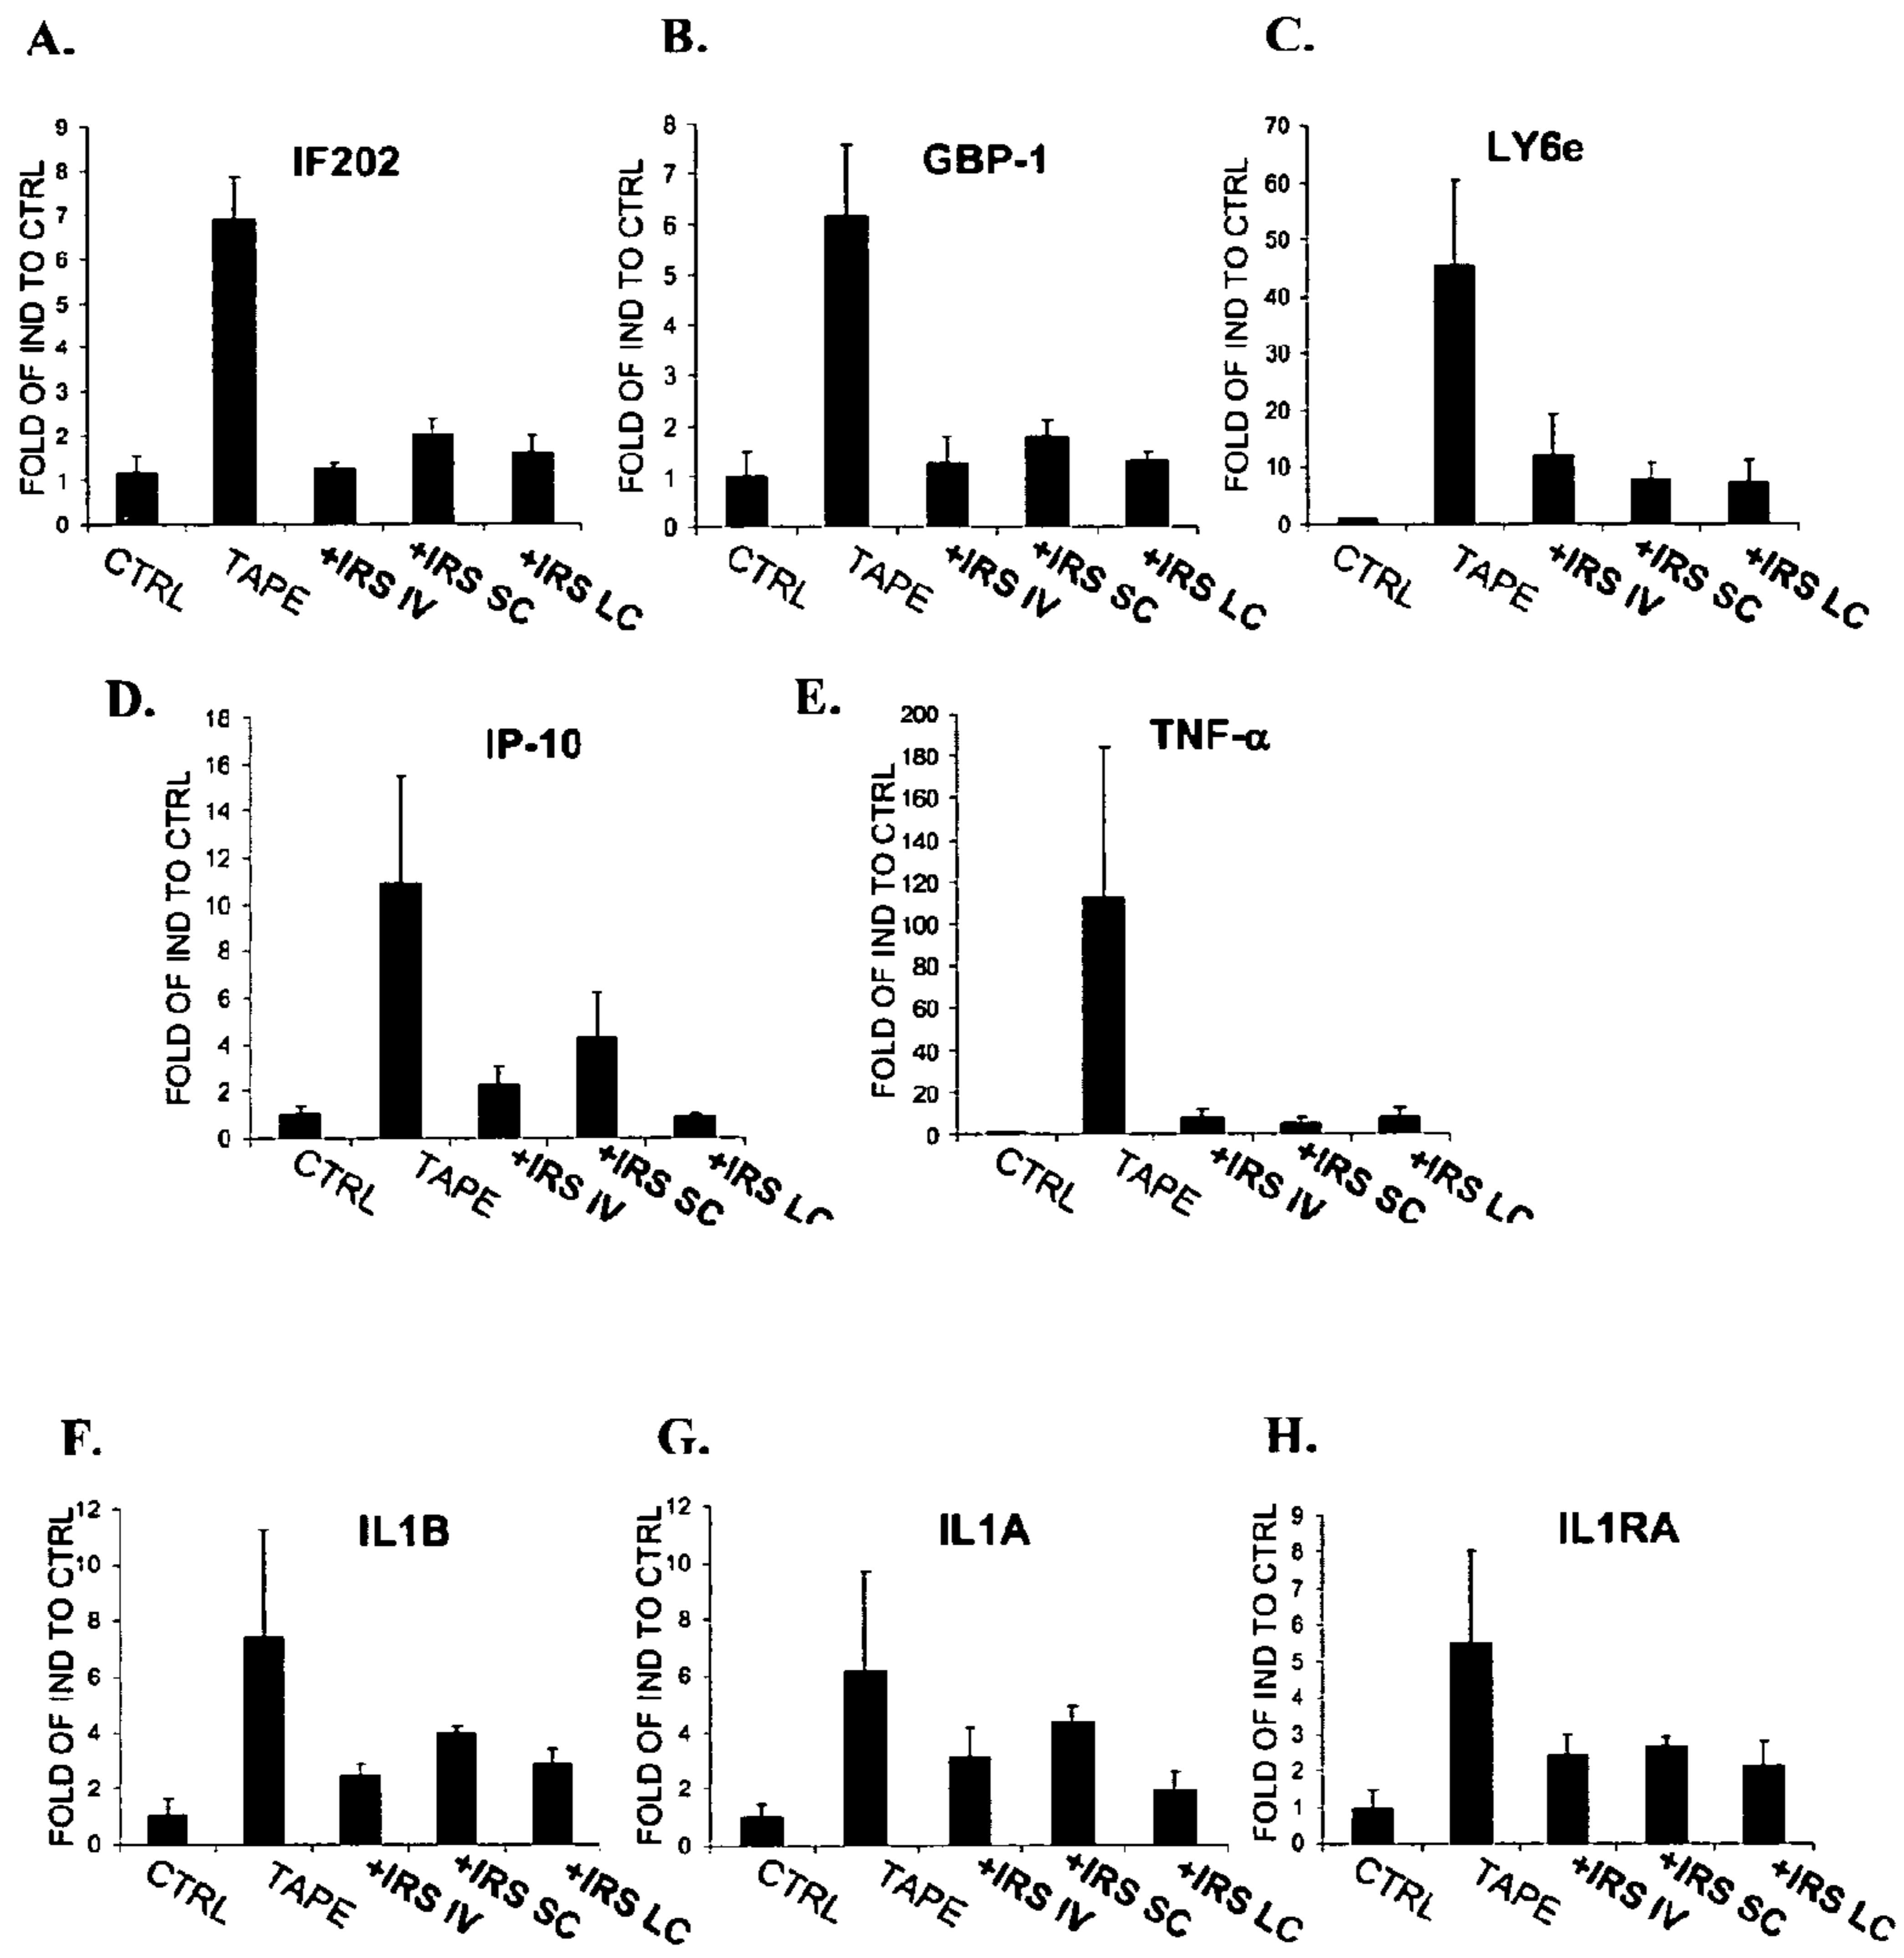 A.
IF202
FOLD OF IND TO CTRL
9
8
7
6
5
4
3
2
1
0
CTRL
TAPE
+IRS IV
+IRS SC
+IRS LC
B.
GBP-1
FOLD OF IND TO CTRL
8
7
6
5
4
3
2
1
0
CTRL
TAPE
+IRS IV
+IRS SC
+IRS LC
C.
LY6e
FOLD OF IND TO CTRL
70
60
50
40
30
20
10
0
CTRL
TAPE
+IRS IV
+IRS SC
+IRS LC
D.
IP-10
FOLD OF IND TO CTRL
18
16
14
12
10
8
6
4
2
0
CTRL
TAPE
+IRS IV
+IRS SC
+IRS LC
E.
TNF-α
FOLD OF IND TO CTRL
200
180
160
140
120
100
80
60
40
20
0
CTRL
TAPE
+IRS IV
+IRS SC
+IRS LC
F.
IL1B
FOLD OF IND TO CTRL
12
10
8
6
4
2
0
CTRL
TAPE
+IRS IV
+IRS SC
+IRS LC
G.
IL1A
FOLD OF IND TO CTRL
12
10
8
6
4
2
0
CTRL
TAPE
+IRS IV
+IRS SC
+IRS LC
H.
IL1RA
FOLD OF IND TO CTRL
9
8
7
6
5
4
3
2
1
0
CTRL
TAPE
+IRS IV
+IRS SC
+IRS LC